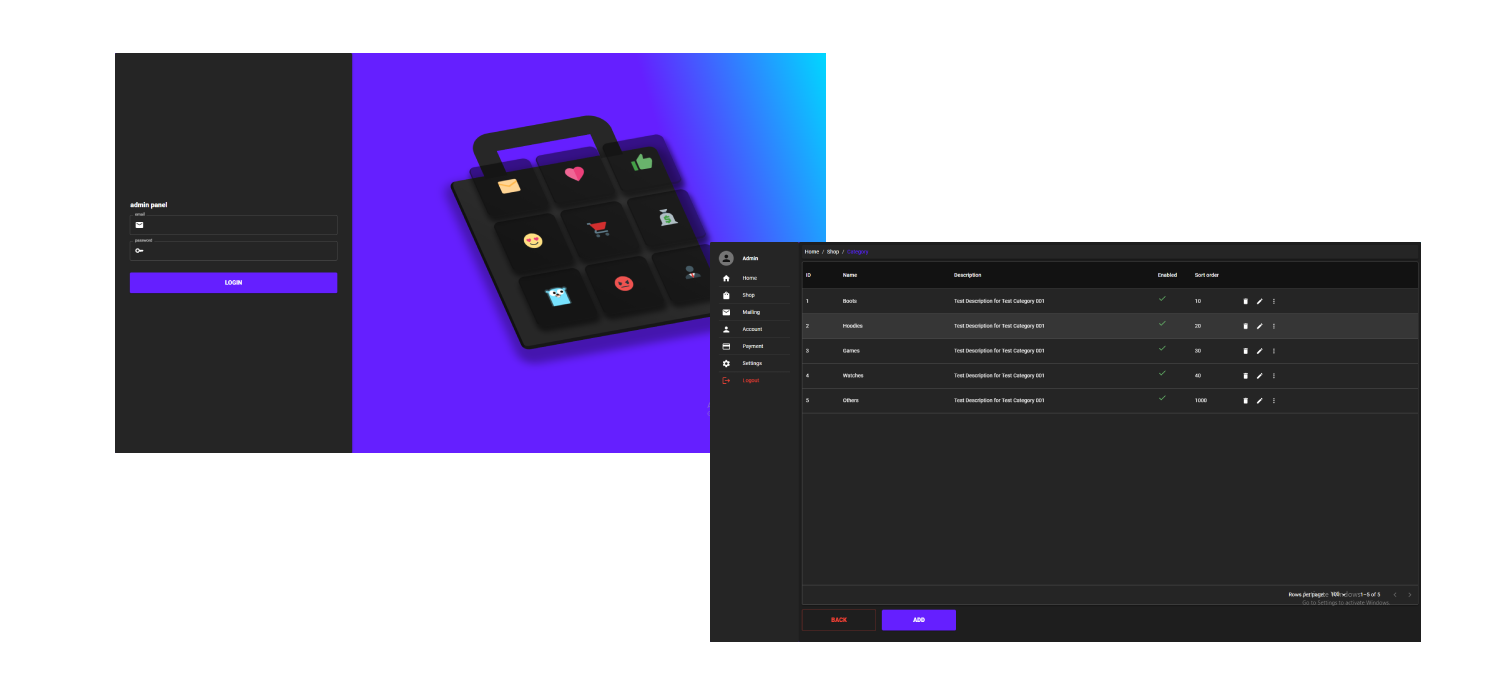 admin panel
email
password
LOGIN
Admin
Home
Shop
Mailing
Account
Payment
Settings
Logout
Home / Shop / Category
ID Name Description Enabled Sort order
1 Boots Test Description for Test Category 001 10
2 Hoodies Test Description for Test Category 001 20
3 Games Test Description for Test Category 001 30
4 Watches Test Description for Test Category 001 40
5 Others Test Description for Test Category 001 1000
Rows per page: 100 1–5 of 5
Activate Windows
Go to Settings to activate Windows.
BACK ADD